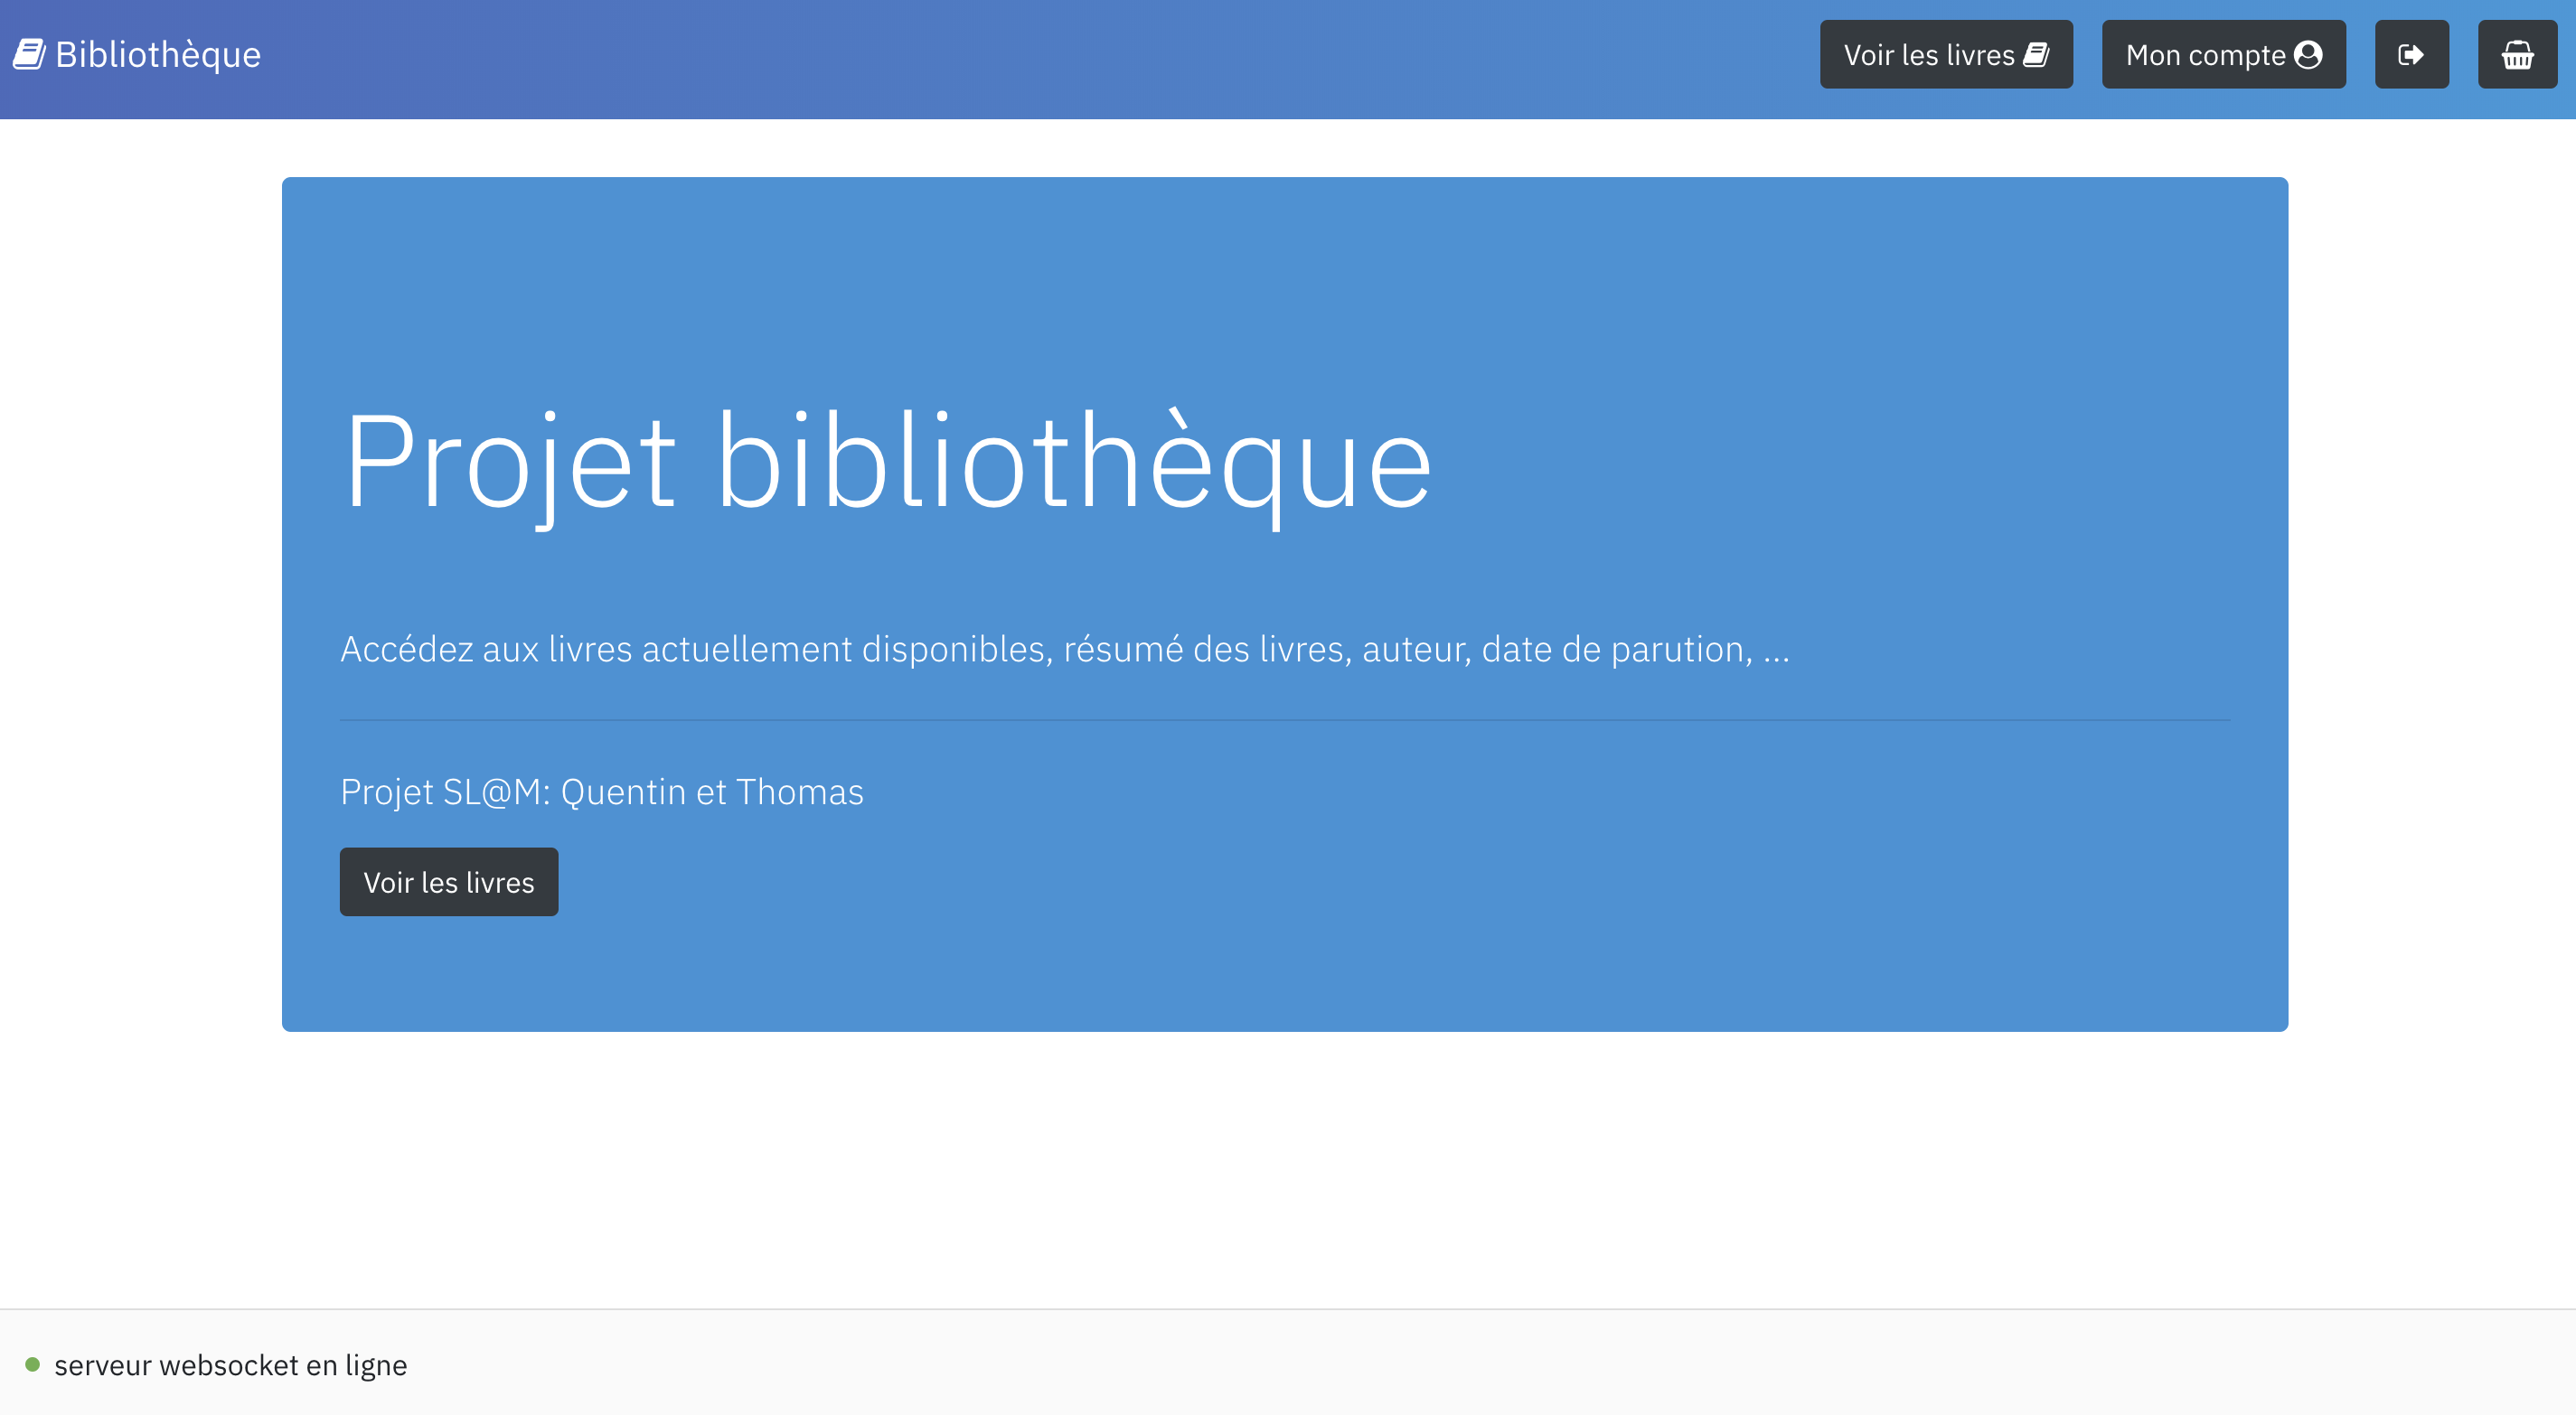 Bibliothèque
Voir les livres
Mon compte
Projet bibliothèque
Accédez aux livres actuellement disponibles, résumé des livres, auteur, date de parution, ...
Projet SL@M: Quentin et Thomas
Voir les livres
serveur websocket en ligne